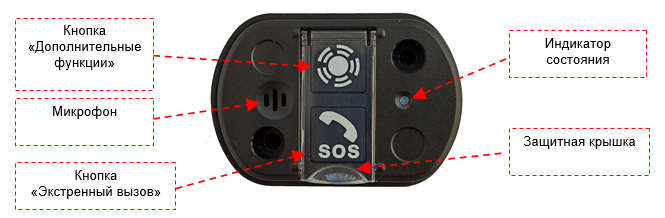 Кнопка
«Дополнительные
функции»
Микрофон
Кнопка
«Экстренный вызов»
SOS
Индикатор
состояния
Защитная крышка